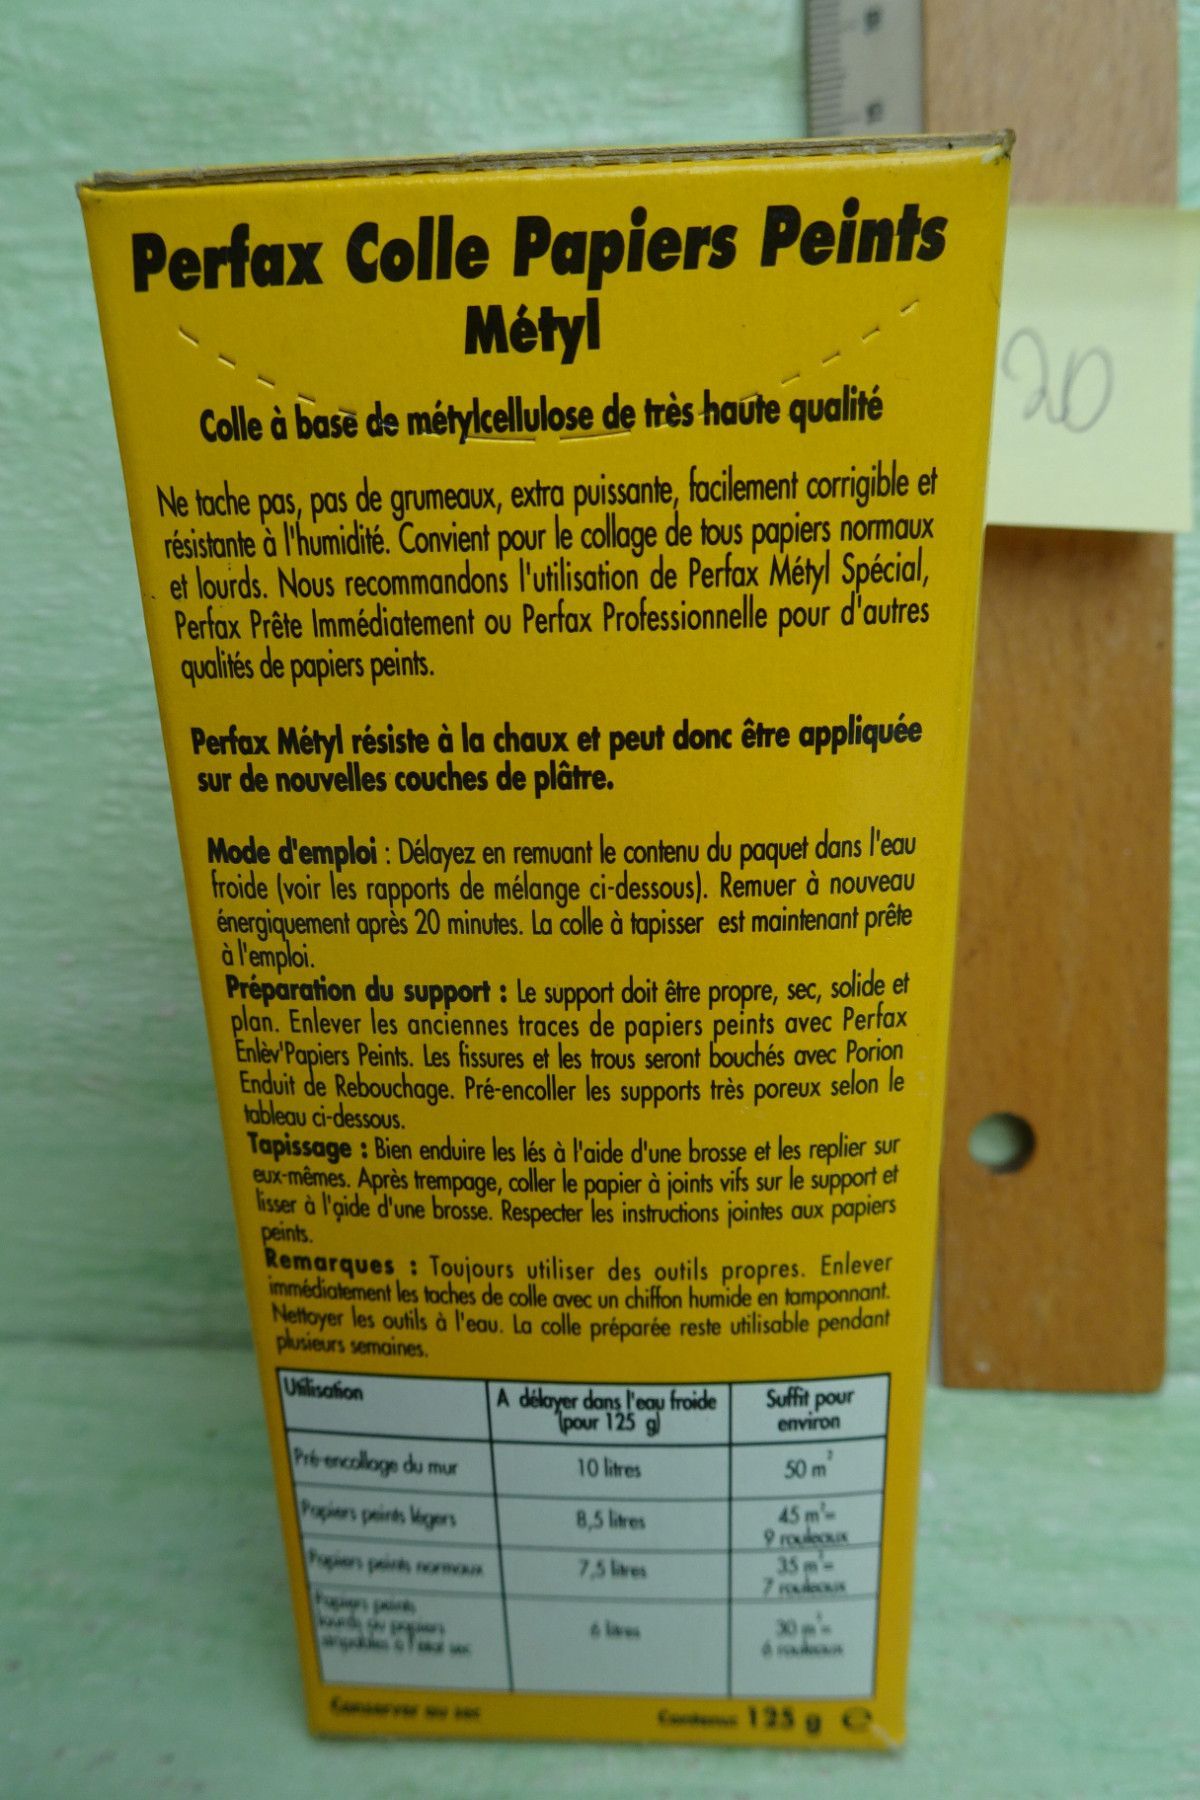 Perfax Colle Papiers Peints
Métyl
Colle à base de métylcellulose de très haute qualité
Ne tache pas, pas de grumeaux, extra puissante, facilement corrigible et
résistante à l'humidité. Convient pour le collage de tous papiers normaux
et lourds. Nous recommandons l'utilisation de Perfax Métyl Spécial,
Perfax Prête Immédiatement ou Perfax Professionnelle pour d'autres
qualités de papiers peints.
Perfax Métyl résiste à la chaux et peut donc être appliquée
sur de nouvelles couches de plâtre.
Mode d'emploi : Délayez en remuant le contenu du paquet dans l'eau
froide (voir les rapports de mélange ci-dessous). Remuer à nouveau
énergiquement après 20 minutes. La colle à tapisser est maintenant prête
à l'emploi.
Préparation du support : Le support doit être propre, sec, solide et
plan. Enlever les anciennes traces de papiers peints avec Perfax
Enlèv'Papiers Peints. Les fissures et les trous seront bouchés avec Porion
Enduit de Rebouchage. Pré-encoller les supports très poreux selon le
tableau ci-dessous.
Tapissage : Bien enduire les lés à l'aide d'une brosse et les replier sur
eux-mêmes. Après trempage, coller le papier à joints vifs sur le support et
lisser à l'aide d'une brosse. Respecter les instructions jointes aux papiers
peints.
Remarques : Toujours utiliser des outils propres. Enlever
immédiatement les taches de colle avec un chiffon humide en tamponnant.
Nettoyer les outils à l'eau. La colle préparée reste utilisable pendant
plusieurs semaines.
Utilisation
A délayer dans l'eau froide
(pour 125 g)
Suffit pour
environ
Pré-encollage du mur
10 litres
50 m²
Papiers peints légers
8,5 litres
45 m²=
9 rouleaux
Papiers peints normaux
7,5 litres
35 m²=
7 rouleaux
Papiers peints
lourds ou papiers
strippables à l'état sec
6 litres
30 m²=
6 rouleaux
Conserver au sec
Contenu 125 g e
20